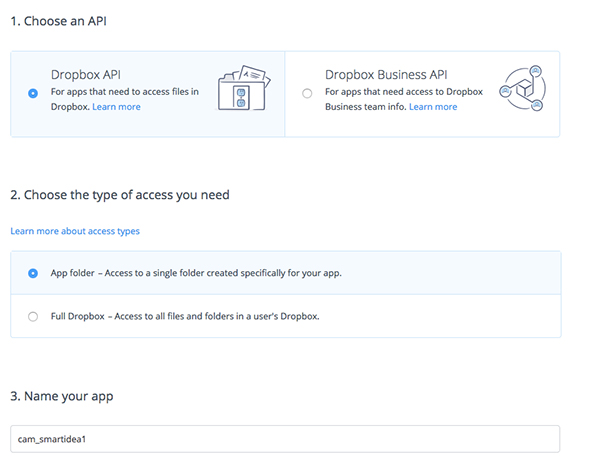 1. Choose an API
Dropbox API
For apps that need to access files in
Dropbox. Learn more
Dropbox Business API
For apps that need access to Dropbox
Business team info. Learn more
2. Choose the type of access you need
Learn more about access types
App folder – Access to a single folder created specifically for your app.
Full Dropbox – Access to all files and folders in a user's Dropbox.
3. Name your app
cam_smartidea1